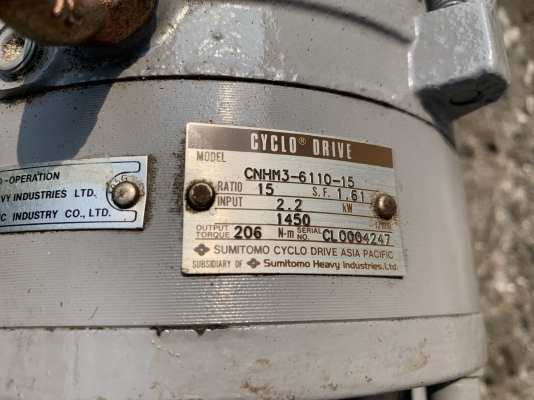 CYCLO® DRIVE
MODEL CNHM3-6110-15
RATIO 15 S.F. 1.61
INPUT 2.2 kW
1450 r/min
OUTPUT TORQUE 206 N·m SERIAL NO. CL0004247
SUMITOMO CYCLO DRIVE ASIA PACIFIC
SUBSIDIARY OF Sumitomo Heavy Industries. Ltd.
O-OPERATION
VY INDUSTRIES LTD.
IC INDUSTRY CO., LTD.